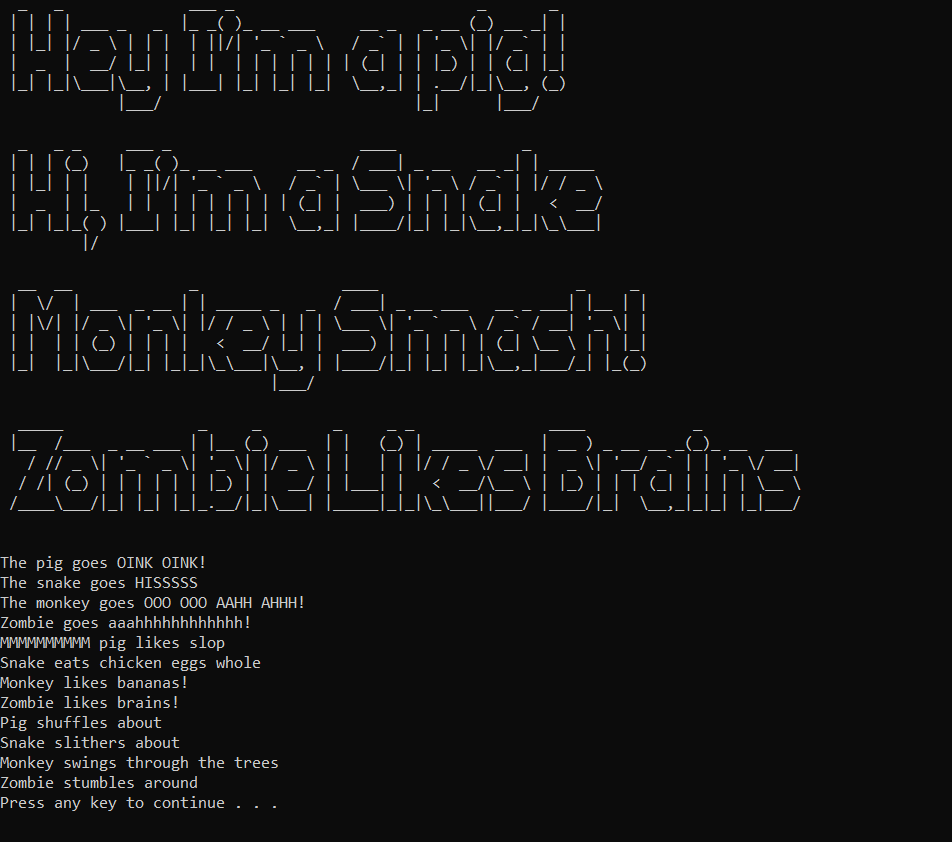 Hey I'm a pig!
Hi, I'm a Snake
Monkey Smash!
Zombie Likes Brains
The pig goes OINK OINK!
The snake goes HISSSSS
The monkey goes OOO OOO AAHH AHHH!
Zombie goes aaahhhhhhhhhhhh!
MMMMMMMMMM pig likes slop
Snake eats chicken eggs whole
Monkey likes bananas!
Zombie likes brains!
Pig shuffles about
Snake slithers about
Monkey swings through the trees
Zombie stumbles around
Press any key to continue . . .